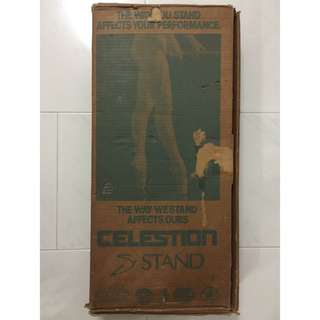 THE WAY YOU STAND
AFFECTS YOUR PERFORMANCE.
THE WAY WE STAND
AFFECTS OURS
CELESTION
STAND